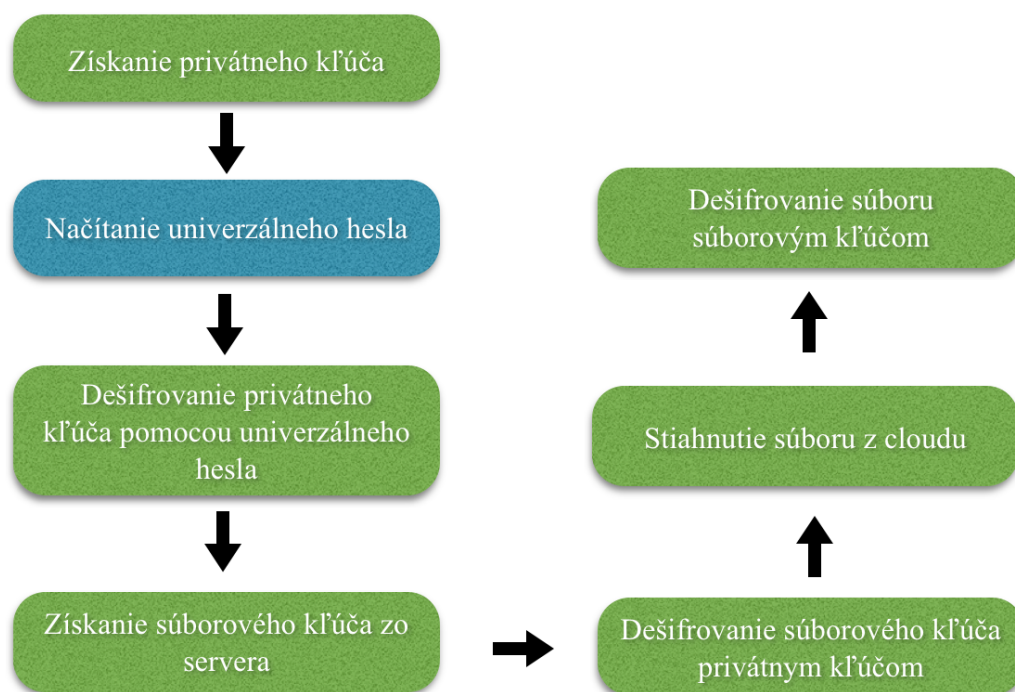 Získanie privátneho kľúča
Načítanie univerzálneho hesla
Dešifrovanie privátneho
kľúča pomocou univerzálneho
hesla
Získanie súborového kľúča zo
servera
Dešifrovanie súborového kľúča
privátnym kľúčom
Stiahnutie súboru z cloudu
Dešifrovanie súboru
súborovým kľúčom